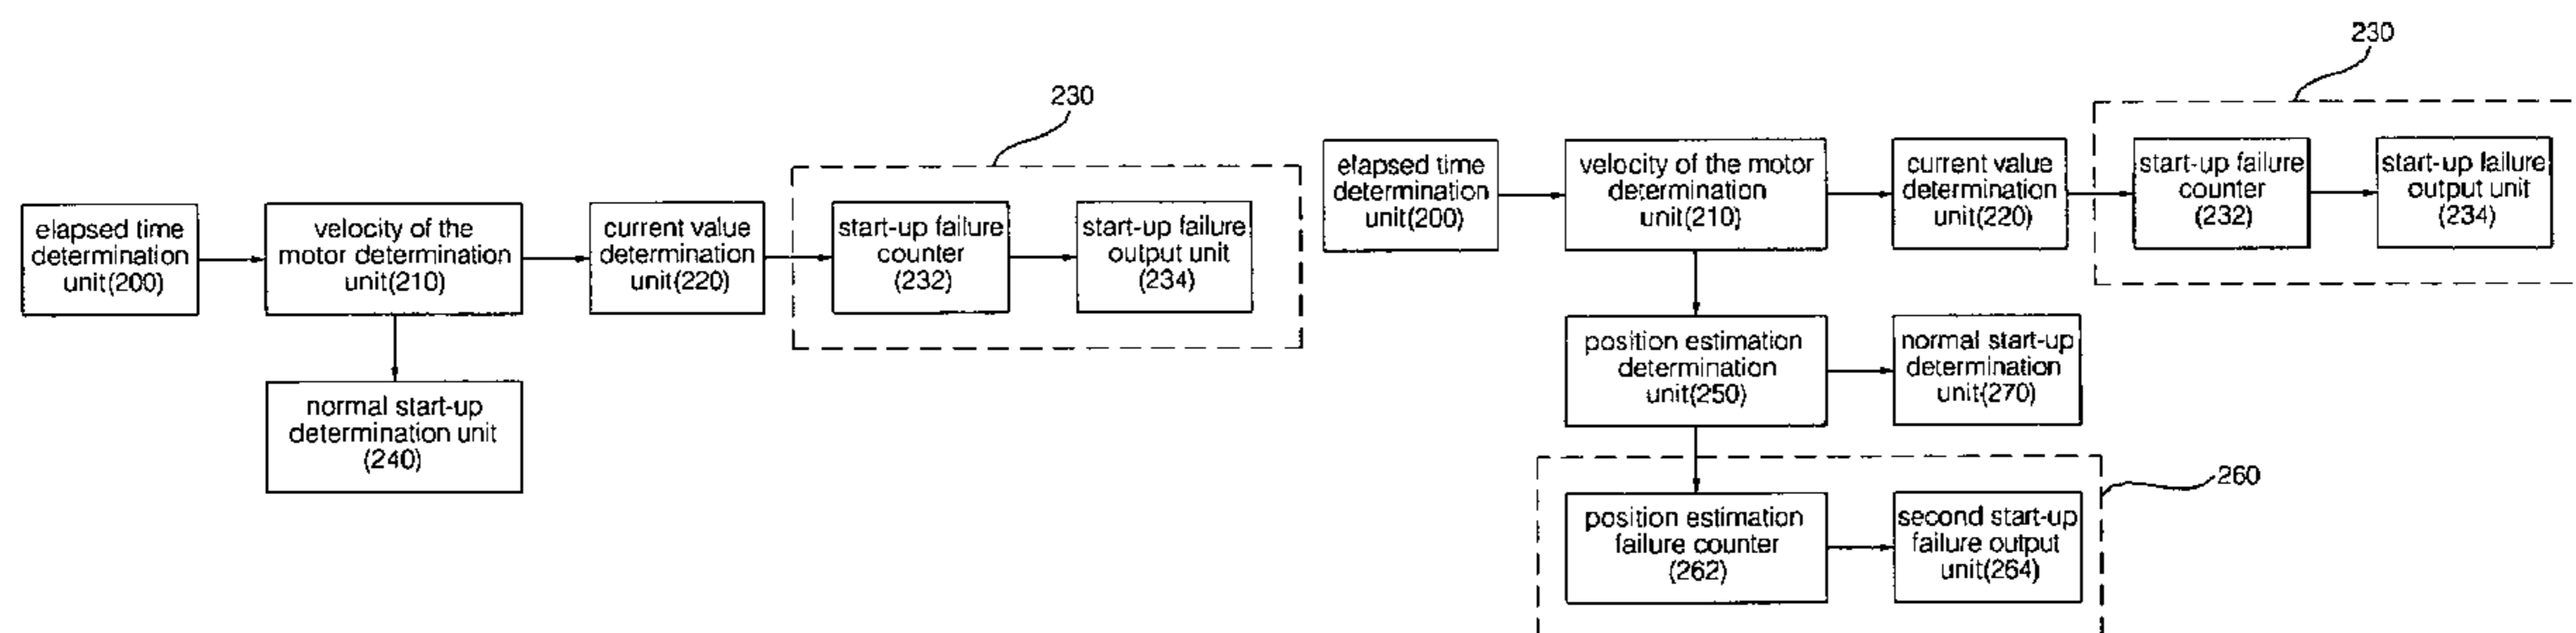 230
elapsed time
determination
unit(200)
velocity of the
motor determination
unit(210)
current value
determination
unit(220)
start-up failure
counter
(232)
start-up failure
output unit
(234)
normal start-up
determination unit
(240)
230
elapsed time
determination
unit(200)
velocity of the motor
determination
unit(210)
current value
determination
unit(220)
start-up failure
counter
(232)
start-up failure
output unit
(234)
position estimation
determination
unit(250)
normal start-up
determination
unit(270)
260
position estimation
failure counter
(262)
second start-up
failure output
unit(264)